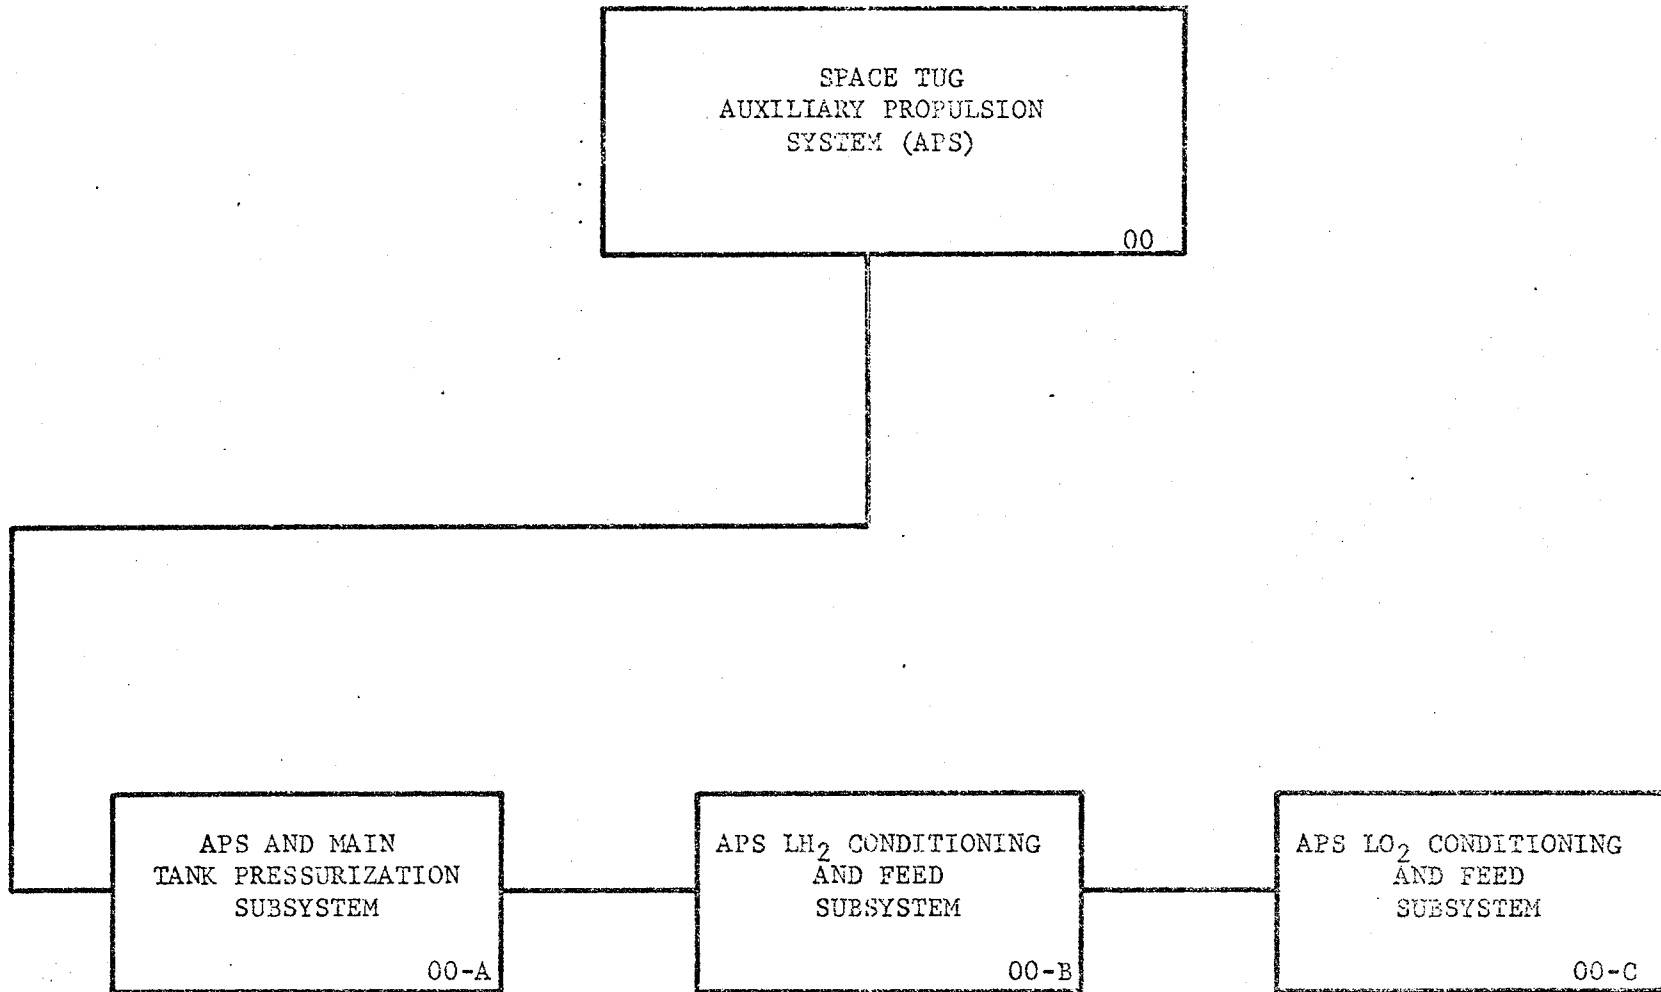 SPACE TUG
AUXILIARY PROPULSION
SYSTEM (APS)
00
APS AND MAIN
TANK PRESSURIZATION
SUBSYSTEM
00-A
APS LH₂ CONDITIONING
AND FEED
SUBSYSTEM
00-B
APS LO₂ CONDITIONING
AND FEED
SUBSYSTEM
00-C